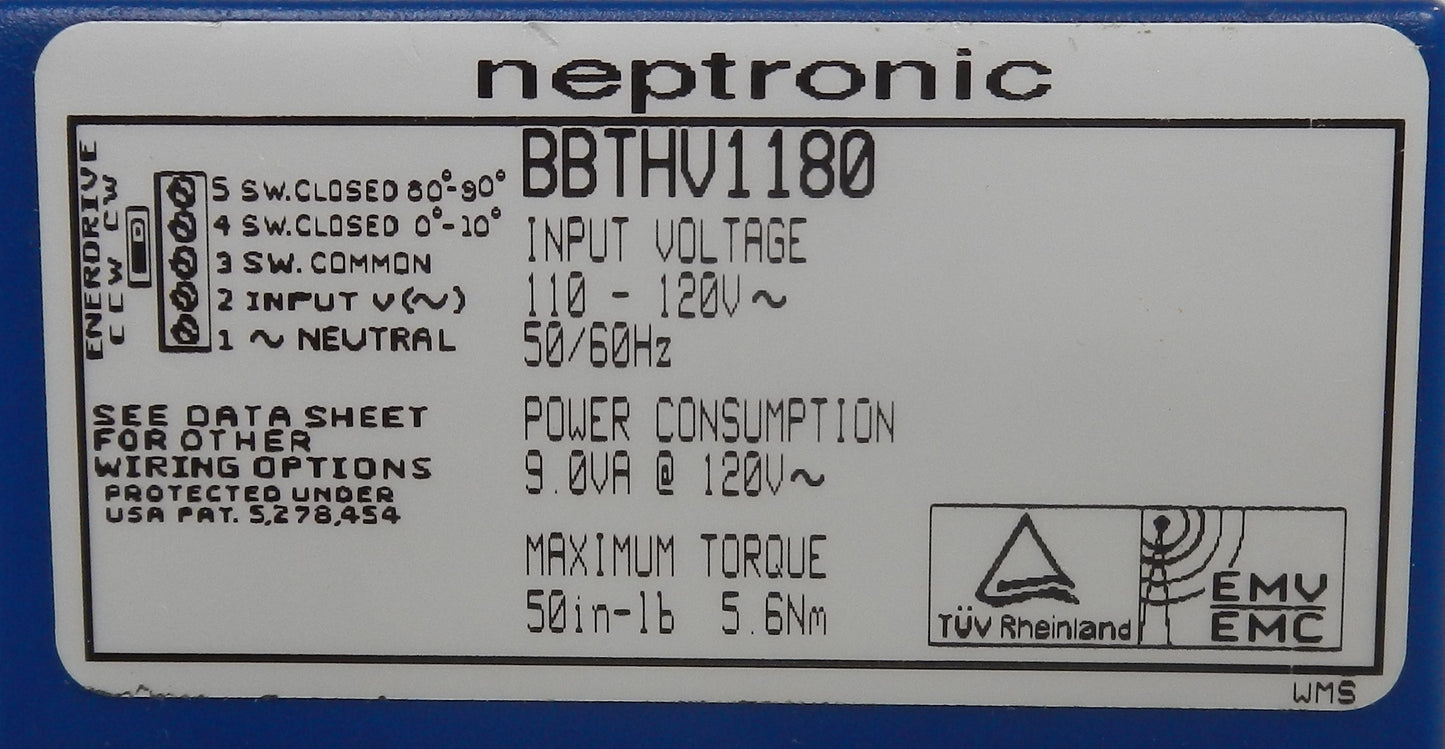 neptronic
ENERDRIVE
CCW CW
5 SW.CLOSED 80°-90°
4 SW.CLOSED 0°-10°
3 SW. COMMON
2 INPUT V(~)
1 ~ NEUTRAL
SEE DATA SHEET
FOR OTHER
WIRING OPTIONS
PROTECTED UNDER
USA PAT. 5,278,454
BBTHV1180
INPUT VOLTAGE
110 - 120V~
50/60Hz
POWER CONSUMPTION
9.0VA @ 120V~
MAXIMUM TORQUE
50in-lb 5.6Nm
TÜV Rheinland
EMV
EMC
WMS